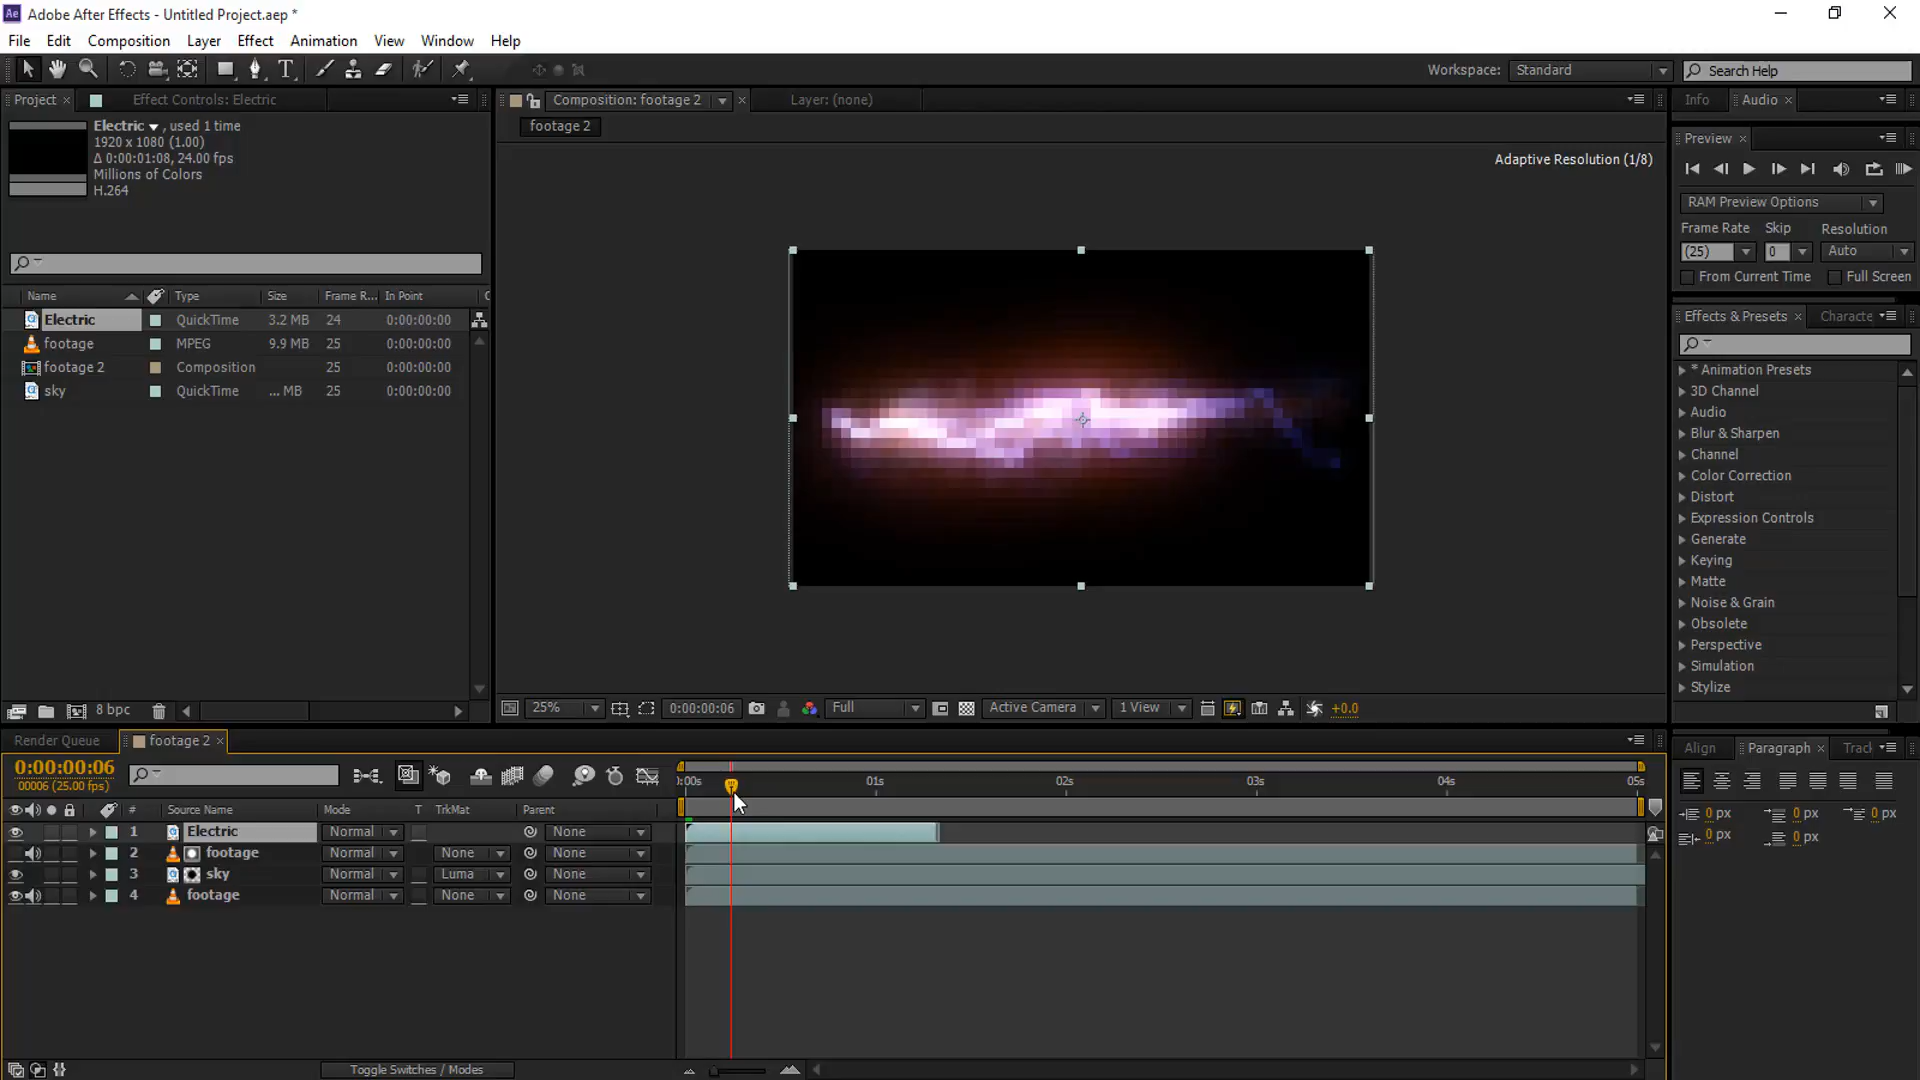 Adobe After Effects - Untitled Project.aep *
File Edit Composition Layer Effect Animation View Window Help
Workspace: Standard Search Help
Project × Effect Controls: Electric
Composition: footage 2 × Layer: (none)
Info Audio ×
Electric , used 1 time
1920 x 1080 (1.00)
Δ 0:00:01:08, 24.00 fps
Millions of Colors
H.264
footage 2
Adaptive Resolution (1/8)
Preview ×
RAM Preview Options
Frame Rate Skip Resolution
(25) 0 Auto
From Current Time Full Screen
Name Type Size Frame R... In Point
Electric QuickTime 3.2 MB 24 0:00:00:00
footage MPEG 9.9 MB 25 0:00:00:00
footage 2 Composition 25 0:00:00:00
sky QuickTime ... MB 25 0:00:00:00
Effects & Presets × Characte
* Animation Presets
3D Channel
Audio
Blur & Sharpen
Channel
Color Correction
Distort
Expression Controls
Generate
Keying
Matte
Noise & Grain
Obsolete
Perspective
Simulation
Stylize
8 bpc
25% 0:00:00:06 Full Active Camera 1 View +0.0
Render Queue footage 2 ×
Align Paragraph × Track
0:00:00:06
00006 (25.00 fps)
:00s 01s 02s 03s 04s 05s
# Source Name Mode T TrkMat Parent
1 Electric Normal None
2 footage Normal None None
3 sky Normal Luma None
4 footage Normal None None
0 px 0 px 0 px
0 px 0 px
Toggle Switches / Modes